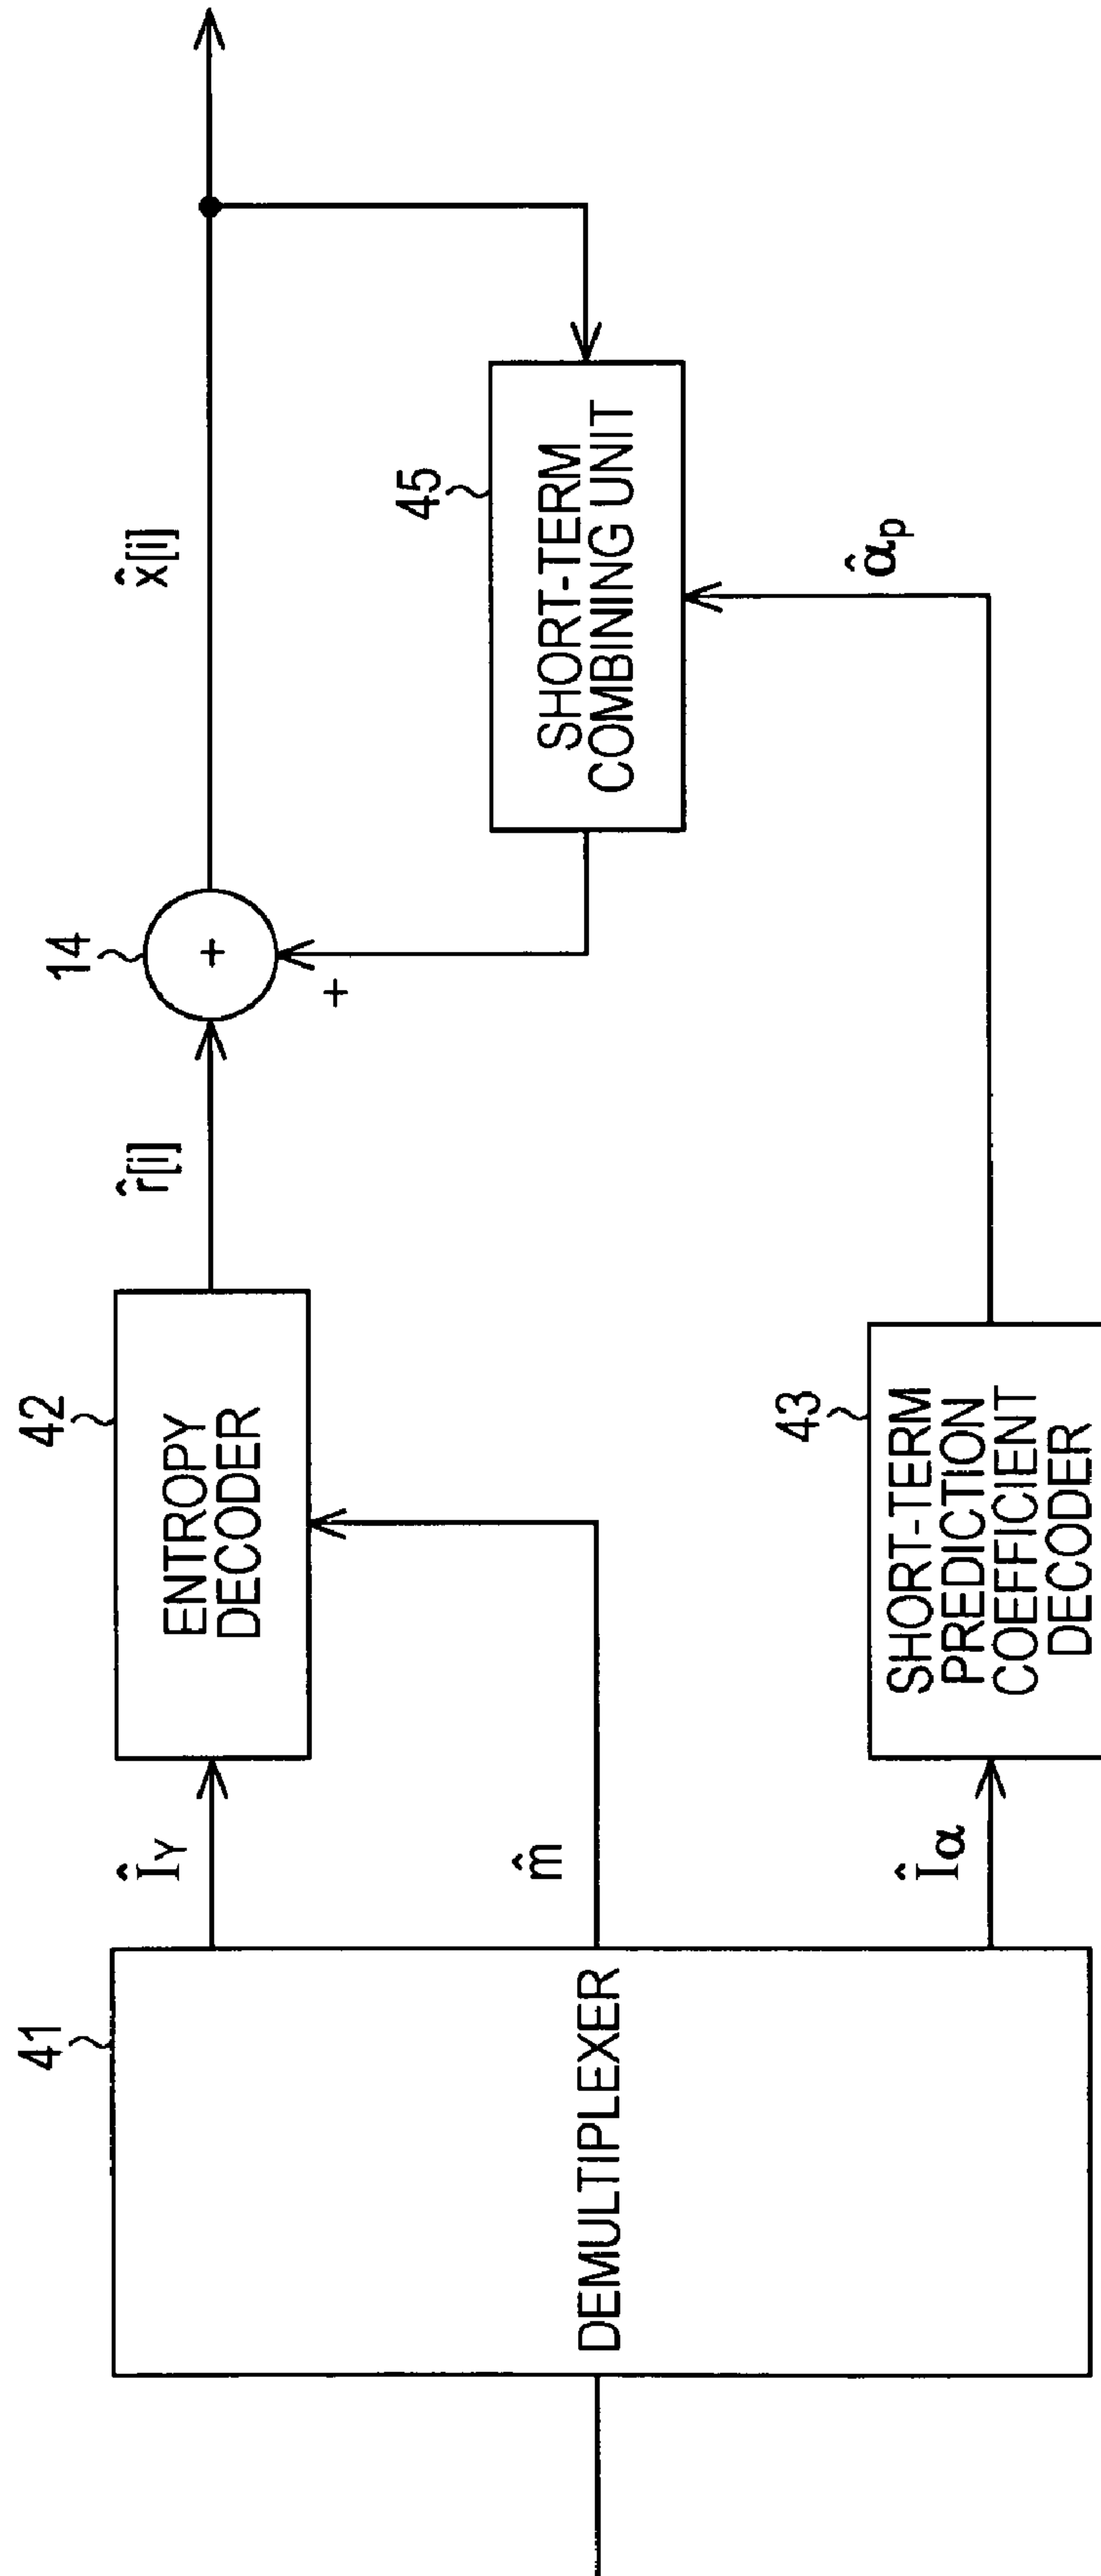 41
DEMULTIPLEXER
Î_γ
m̂
Î_α
42
ENTROPY
DECODER
43
SHORT-TERM
PREDICTION
COEFFICIENT
DECODER
r̂[i]
14
+
+
x̂[i]
45
SHORT-TERM
COMBINING UNIT
α̂_p